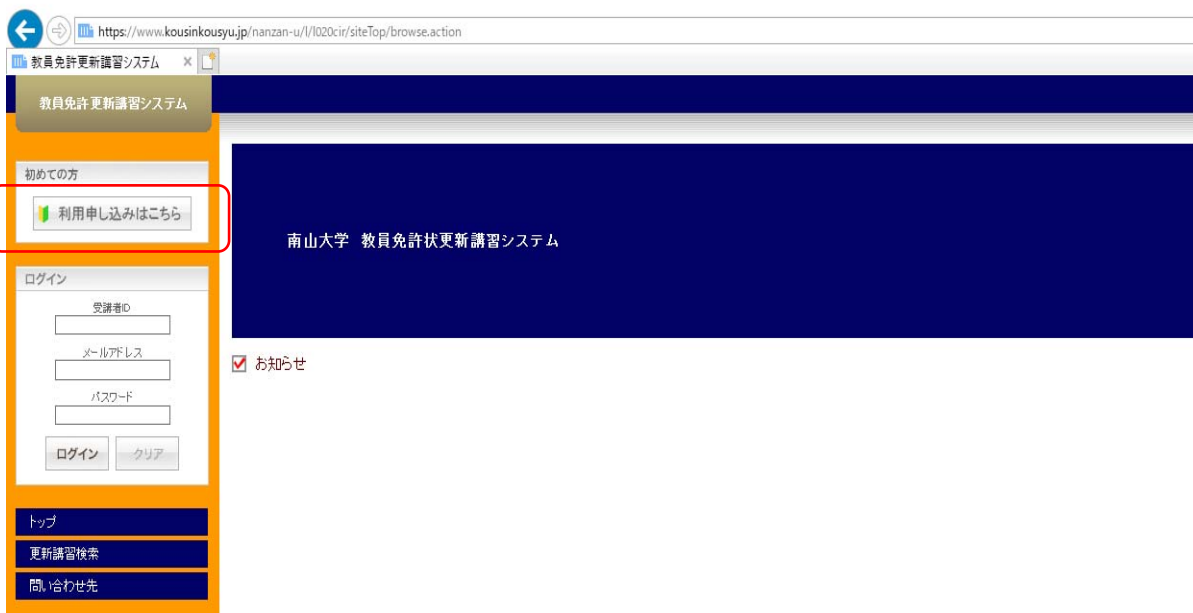 https://www.kousinkousyu.jp/nanzan-u/l/l020cir/siteTop/browse.action
教員免許更新講習システム
教員免許更新講習システム
初めての方
利用申し込みはこちら
南山大学 教員免許状更新講習システム
ログイン
受講者ID
メールアドレス
パスワード
ログイン クリア
お知らせ
トップ
更新講習検索
問い合わせ先